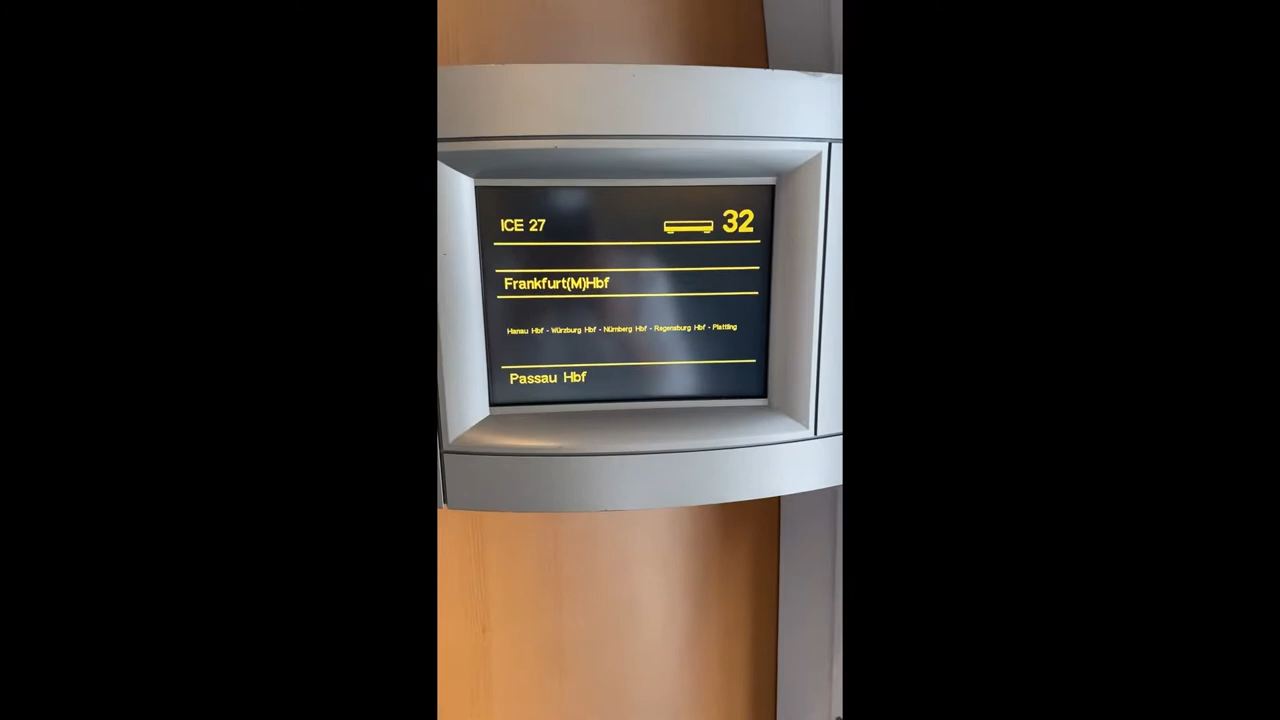 ICE 27 32
Frankfurt(M)Hbf
Hanau Hbf - Würzburg Hbf - Nürnberg Hbf - Regensburg Hbf - Plattling
Passau Hbf